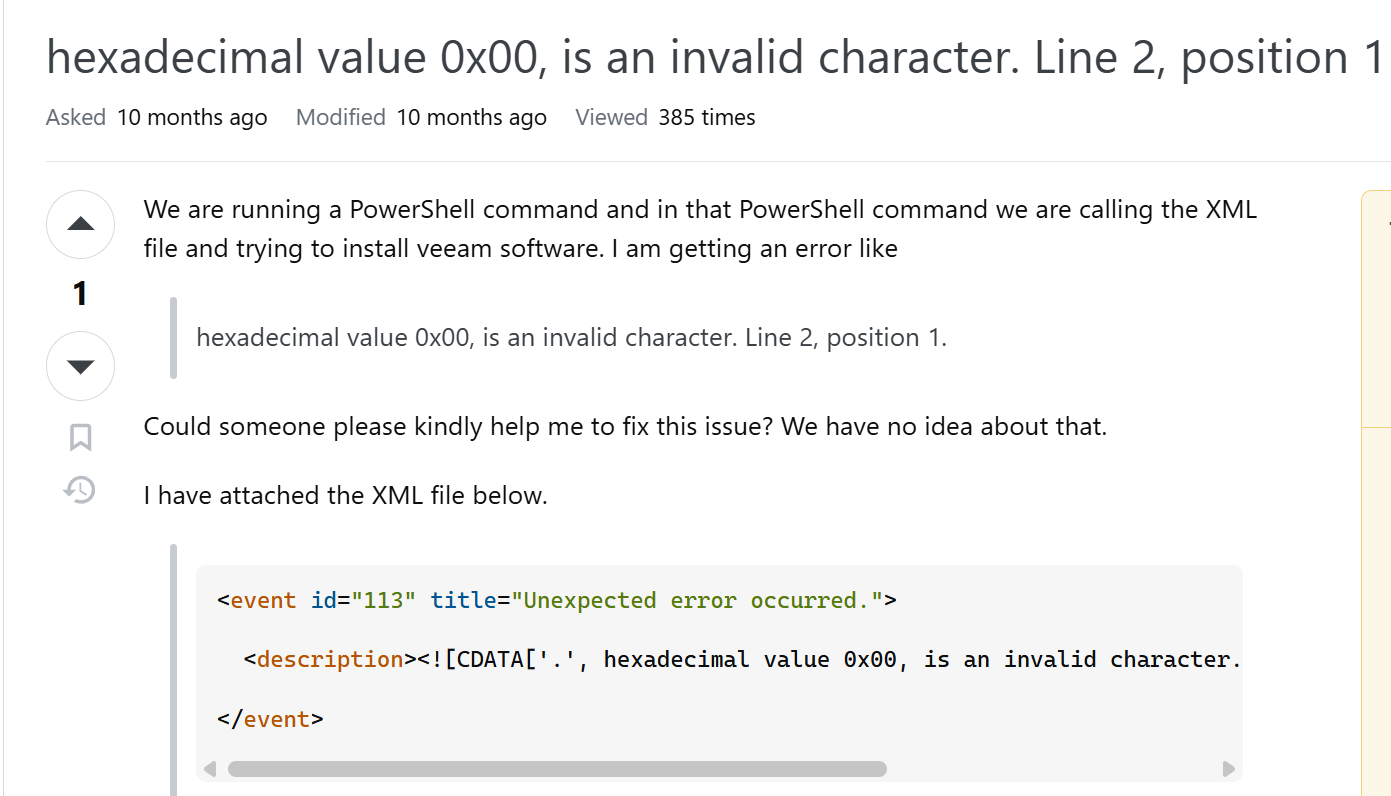 hexadecimal value 0x00, is an invalid character. Line 2, position 1
Asked 10 months ago Modified 10 months ago Viewed 385 times
We are running a PowerShell command and in that PowerShell command we are calling the XML
file and trying to install veeam software. I am getting an error like
1
hexadecimal value 0x00, is an invalid character. Line 2, position 1.
Could someone please kindly help me to fix this issue? We have no idea about that.
I have attached the XML file below.
<event id="113" title="Unexpected error occurred.">
<description><![CDATA['.', hexadecimal value 0x00, is an invalid character.
</event>